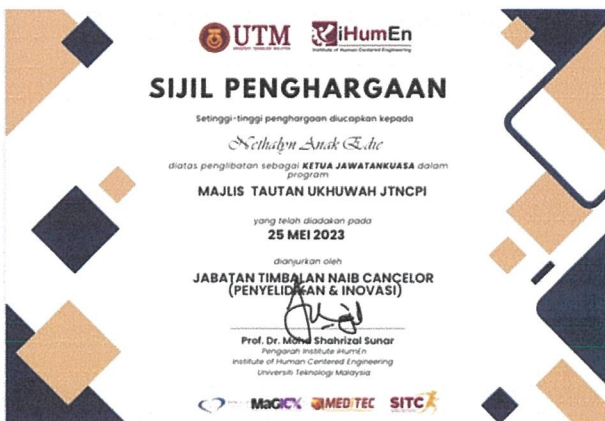 UTM
UNIVERSITI TEKNOLOGI MALAYSIA
iHumEn
Institute of Human Centered Engineering
SIJIL PENGHARGAAN
Setinggi-tinggi penghargaan diucapkan kepada
Nethalyn Anak Edie
diatas penglibatan sebagai KETUA JAWATANKUASA dalam
program
MAJLIS TAUTAN UKHUWAH JTNCPI
yang telah diadakan pada
25 MEI 2023
dianjurkan oleh
JABATAN TIMBALAN NAIB CANCELOR
(PENYELIDIKAN & INOVASI)
Prof. Dr. Mohd Shahrizal Sunar
Pengarah Institute iHumEn
Institute of Human Centered Engineering
Universiti Teknologi Malaysia
MaGICX MEDITEC SITC